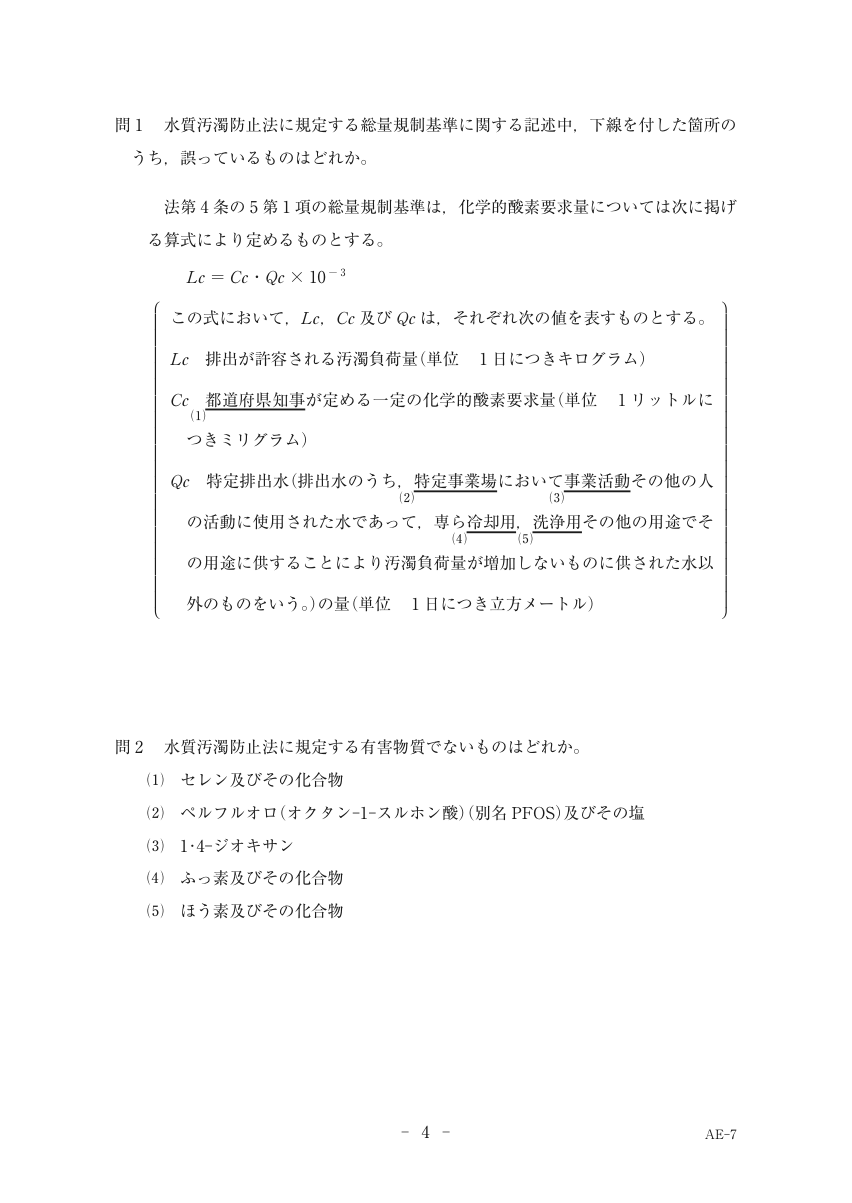 問1　水質汚濁防止法に規定する総量規制基準に関する記述中，下線を付した箇所の
うち，誤っているものはどれか。
法第4条の5第1項の総量規制基準は，化学的酸素要求量については次に掲げ
る算式により定めるものとする。
Lc = Cc・Qc × 10⁻³
この式において，Lc，Cc 及び Qc は，それぞれ次の値を表すものとする。
Lc　排出が許容される汚濁負荷量（単位　1日につきキログラム）
Cc　都道府県知事が定める一定の化学的酸素要求量（単位　1リットルに
(1)
つきミリグラム）
Qc　特定排出水（排出水のうち，特定事業場において事業活動その他の人
(2) (3)
の活動に使用された水であって，専ら冷却用，洗浄用その他の用途でそ
(4) (5)
の用途に供することにより汚濁負荷量が増加しないものに供された水以
外のものをいう。）の量（単位　1日につき立方メートル）
問2　水質汚濁防止法に規定する有害物質でないものはどれか。
(1)　セレン及びその化合物
(2)　ペルフルオロ（オクタン-1-スルホン酸）（別名 PFOS）及びその塩
(3)　1・4-ジオキサン
(4)　ふっ素及びその化合物
(5)　ほう素及びその化合物
- 4 -
AE-7